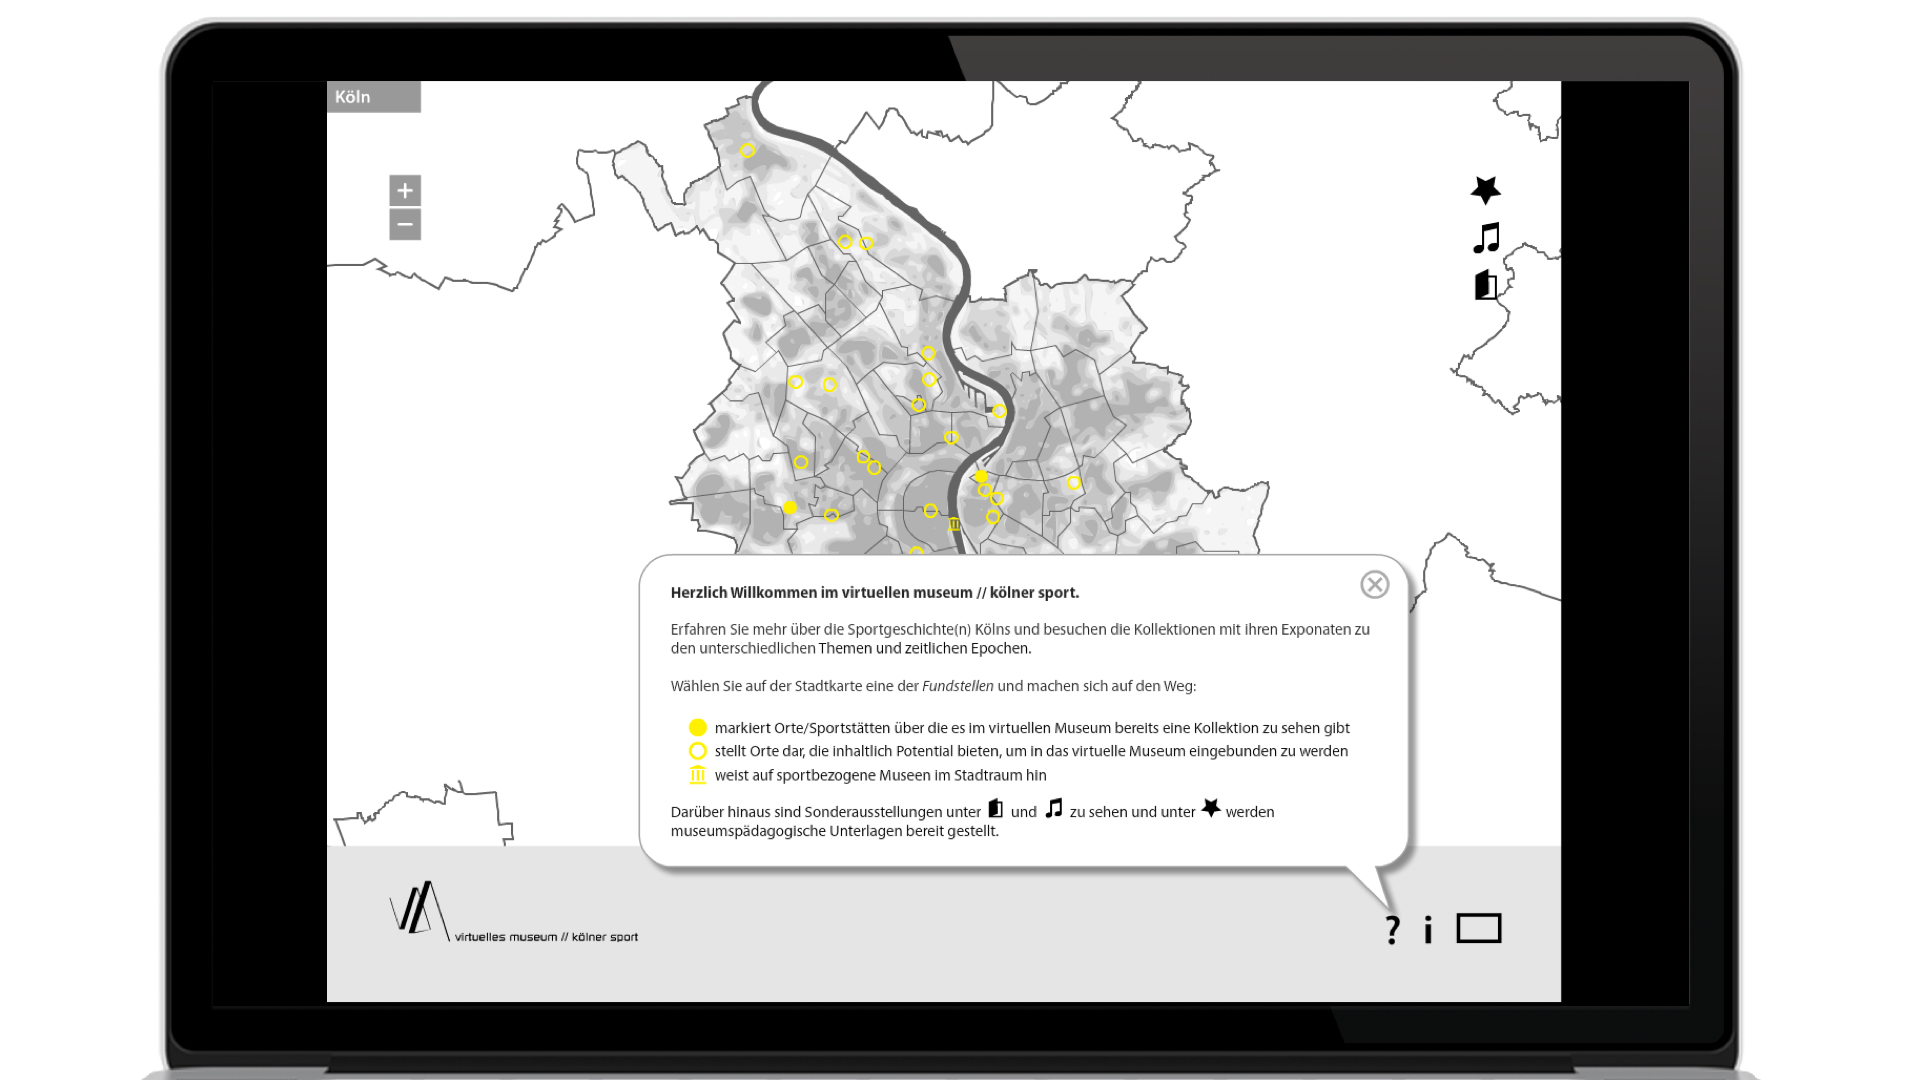 Köln
+
−
Herzlich Willkommen im virtuellen museum // kölner sport.
Erfahren Sie mehr über die Sportgeschichte(n) Kölns und besuchen die Kollektionen mit ihren Exponaten zu
den unterschiedlichen Themen und zeitlichen Epochen.
Wählen Sie auf der Stadtkarte eine der Fundstellen und machen sich auf den Weg:
markiert Orte/Sportstätten über die es im virtuellen Museum bereits eine Kollektion zu sehen gibt
stellt Orte dar, die inhaltlich Potential bieten, um in das virtuelle Museum eingebunden zu werden
weist auf sportbezogene Museen im Stadtraum hin
Darüber hinaus sind Sonderausstellungen unter und zu sehen und unter werden
museumspädagogische Unterlagen bereit gestellt.
virtuelles museum // kölner sport
? i